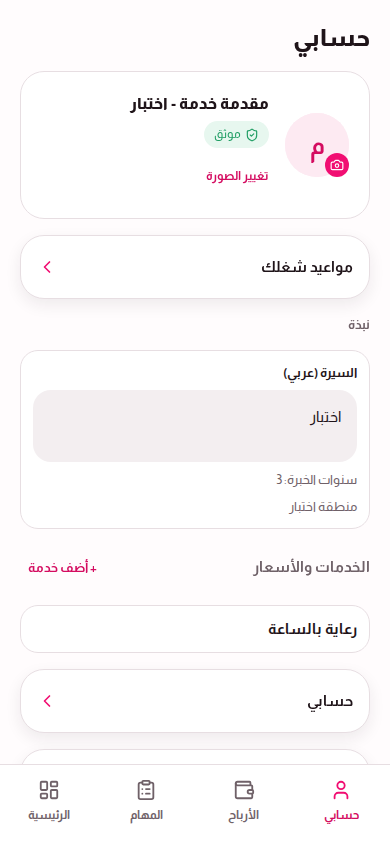 حسابي
مقدمة خدمة - اختبار
موثق
م
تغيير الصورة
مواعيد شغلك
نبذة
السيرة (عربي)
اختبار
سنوات الخبرة: 3
منطقة اختبار
الخدمات والأسعار
+ أضف خدمة
رعاية بالساعة
حسابي
حسابي
الأرباح
المهام
الرئيسية